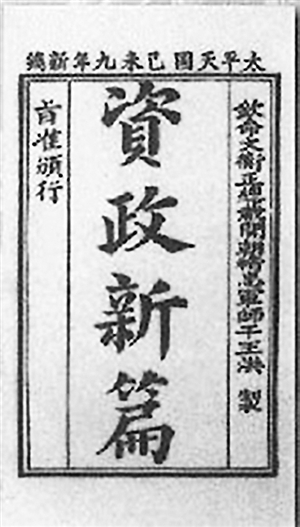 太平天囯己未九年新鐫
欽命文衡正總裁開朝精忠軍師干王洪 製
資政新篇
旨准頒行